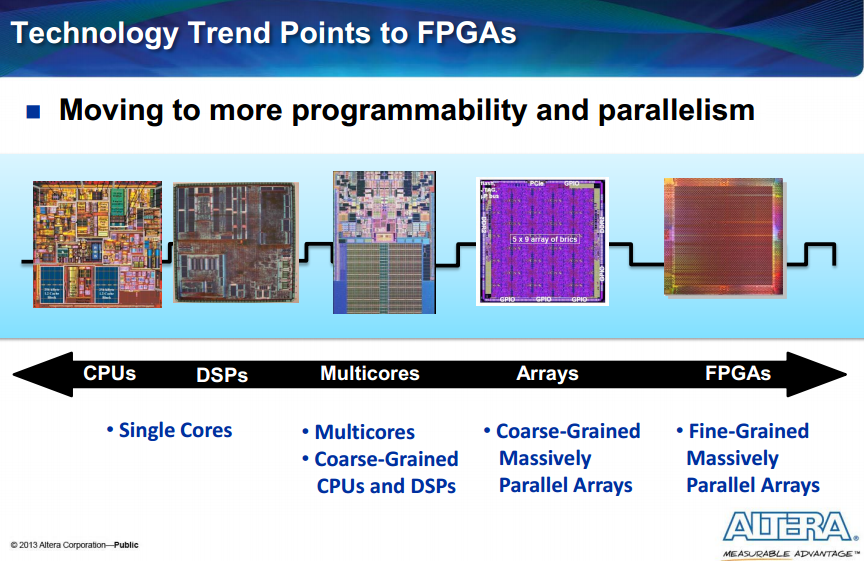 Technology Trend Points to FPGAs
■ Moving to more programmability and parallelism
PCIe
GPIO
5 x 9 array of brics
GPIO
GPIO
GPIO
GPIO
CPUs
DSPs
Multicores
Arrays
FPGAs
• Single Cores
• Multicores
• Coarse-Grained
CPUs and DSPs
• Coarse-Grained
Massively
Parallel Arrays
• Fine-Grained
Massively
Parallel Arrays
© 2013 Altera Corporation—Public
ALTERA®
MEASURABLE ADVANTAGE™